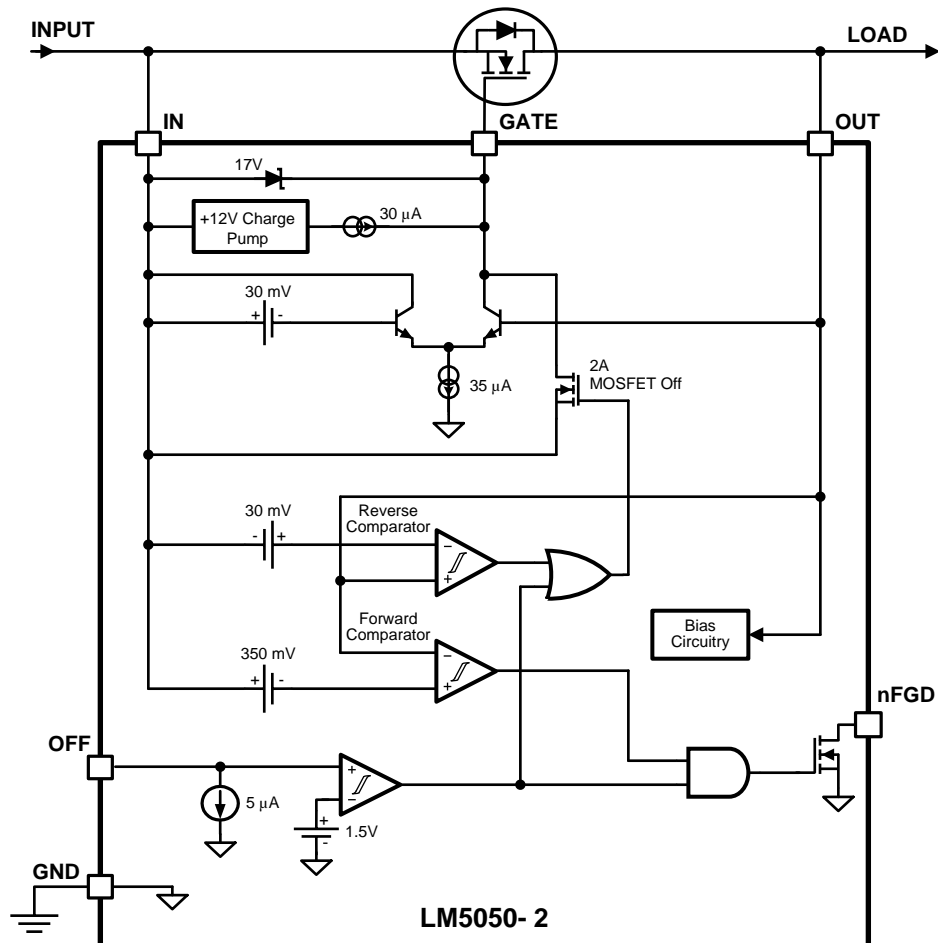 INPUT
LOAD
IN
GATE
OUT
17V
+12V Charge
Pump
30 μA
30 mV
+ -
35 μA
2A
MOSFET Off
30 mV
- +
Reverse
Comparator
−
+
Forward
Comparator
350 mV
+ -
−
+
Bias
Circuitry
nFGD
OFF
+
−
5 μA
+
-
1.5V
GND
LM5050- 2